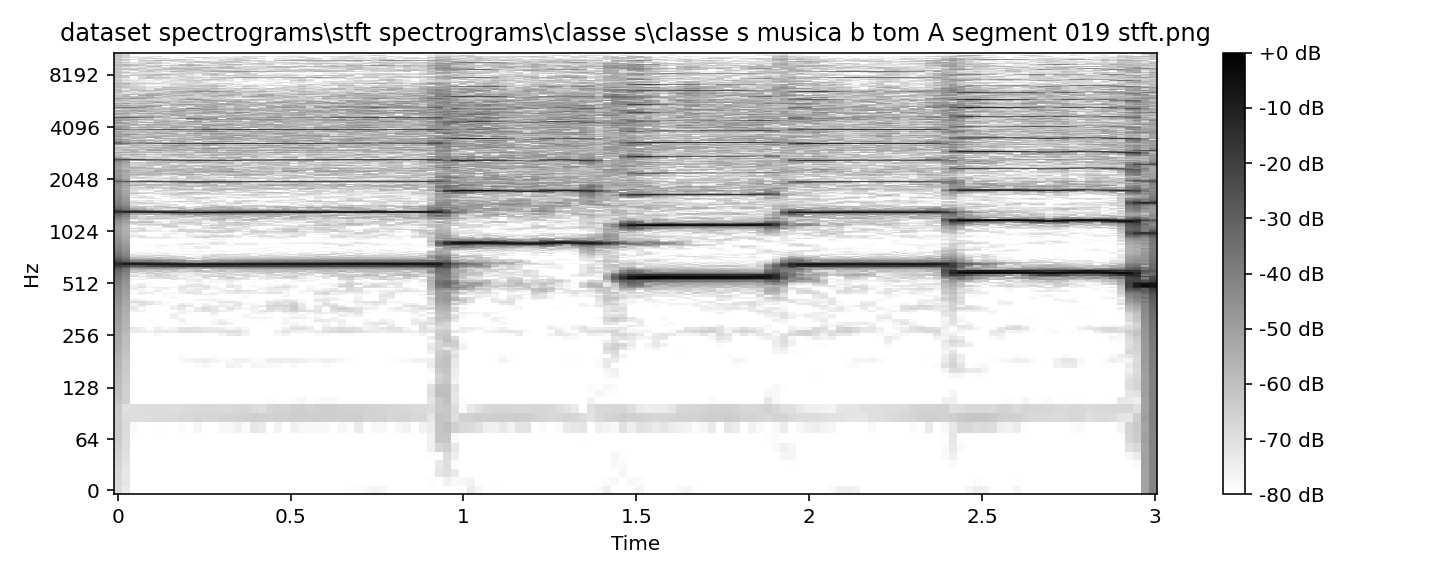 dataset spectrograms\stft spectrograms\classe s\classe s musica b tom A segment 019 stft.png
8192
4096
2048
1024
512
256
128
64
0
Hz
0
0.5
1
1.5
2
2.5
3
Time
+0 dB
-10 dB
-20 dB
-30 dB
-40 dB
-50 dB
-60 dB
-70 dB
-80 dB